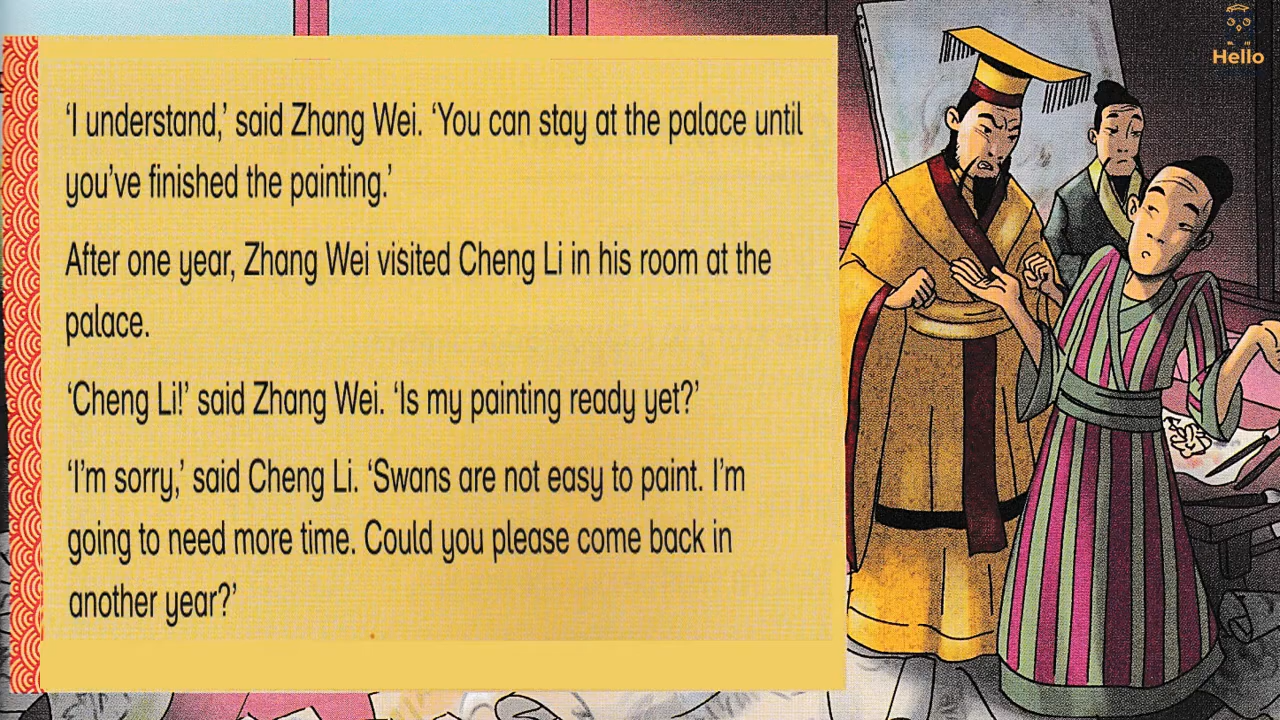 ‘I understand,’ said Zhang Wei. ‘You can stay at the palace until
you’ve finished the painting.’
After one year, Zhang Wei visited Cheng Li in his room at the
palace.
‘Cheng Li!’ said Zhang Wei. ‘Is my painting ready yet?’
‘I’m sorry,’ said Cheng Li. ‘Swans are not easy to paint. I’m
going to need more time. Could you please come back in
another year?’
Hello